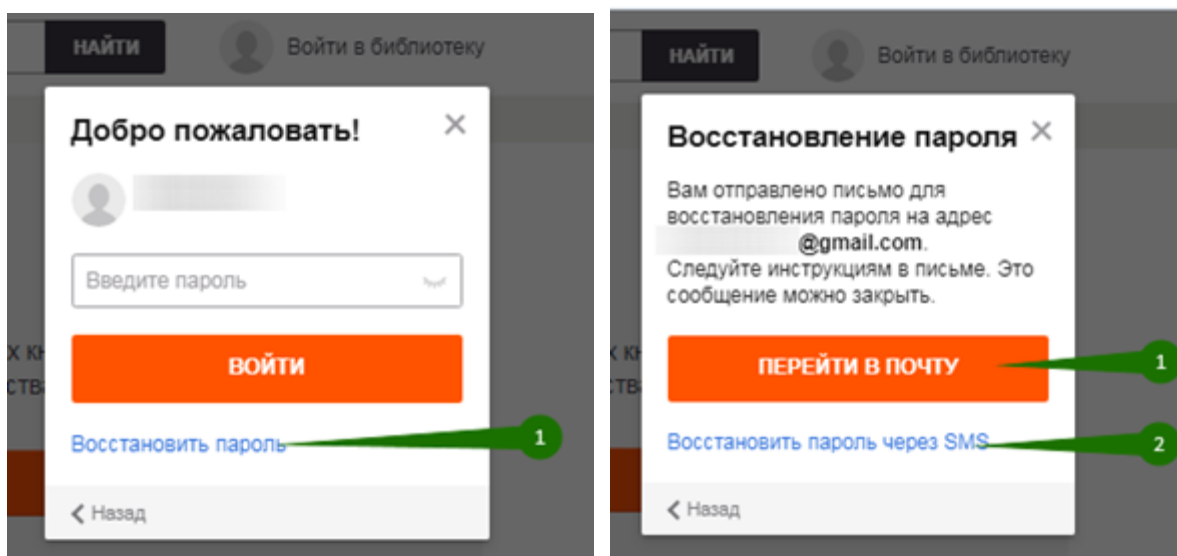 НАЙТИ
Войти в библиотеку
Добро пожаловать!
Введите пароль
ВОЙТИ
Восстановить пароль
1
Назад
НАЙТИ
Войти в библиотеку
Восстановление пароля
Вам отправлено письмо для
восстановления пароля на адрес
@gmail.com.
Следуйте инструкциям в письме. Это
сообщение можно закрыть.
ПЕРЕЙТИ В ПОЧТУ
1
Восстановить пароль через SMS
2
Назад